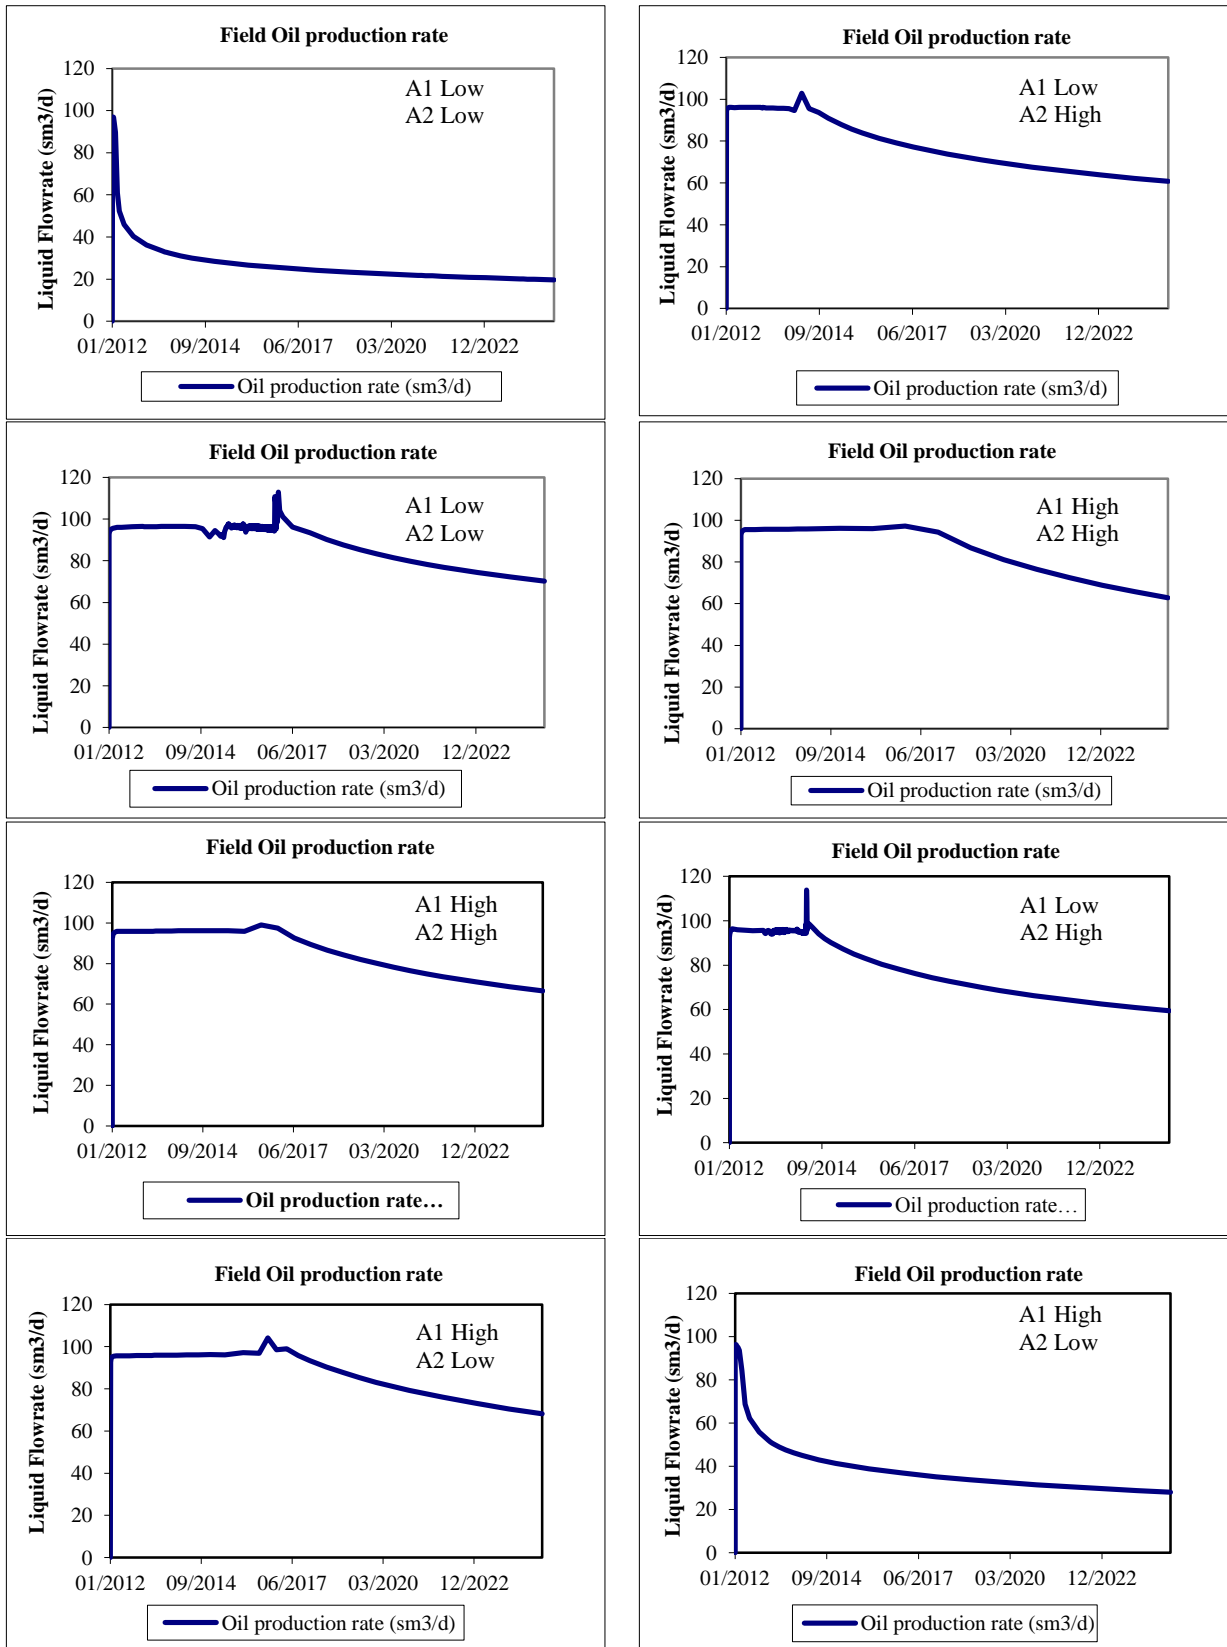 Field Oil production rate
A1 Low
A2 Low
Liquid Flowrate (sm3/d)
120
100
80
60
40
20
0
01/2012 09/2014 06/2017 03/2020 12/2022
Oil production rate (sm3/d)
Field Oil production rate
A1 Low
A2 High
Liquid Flowrate (sm3/d)
120
100
80
60
40
20
0
01/2012 09/2014 06/2017 03/2020 12/2022
Oil production rate (sm3/d)
Field Oil production rate
A1 Low
A2 Low
Liquid Flowrate (sm3/d)
120
100
80
60
40
20
0
01/2012 09/2014 06/2017 03/2020 12/2022
Oil production rate (sm3/d)
Field Oil production rate
A1 High
A2 High
Liquid Flowrate (sm3/d)
120
100
80
60
40
20
0
01/2012 09/2014 06/2017 03/2020 12/2022
Oil production rate (sm3/d)
Field Oil production rate
A1 High
A2 High
Liquid Flowrate (sm3/d)
120
100
80
60
40
20
0
01/2012 09/2014 06/2017 03/2020 12/2022
Oil production rate…
Field Oil production rate
A1 Low
A2 High
Liquid Flowrate (sm3/d)
120
100
80
60
40
20
0
01/2012 09/2014 06/2017 03/2020 12/2022
Oil production rate…
Field Oil production rate
A1 High
A2 Low
Liquid Flowrate (sm3/d)
120
100
80
60
40
20
0
01/2012 09/2014 06/2017 03/2020 12/2022
Oil production rate (sm3/d)
Field Oil production rate
A1 High
A2 Low
Liquid Flowrate (sm3/d)
120
100
80
60
40
20
0
01/2012 09/2014 06/2017 03/2020 12/2022
Oil production rate (sm3/d)